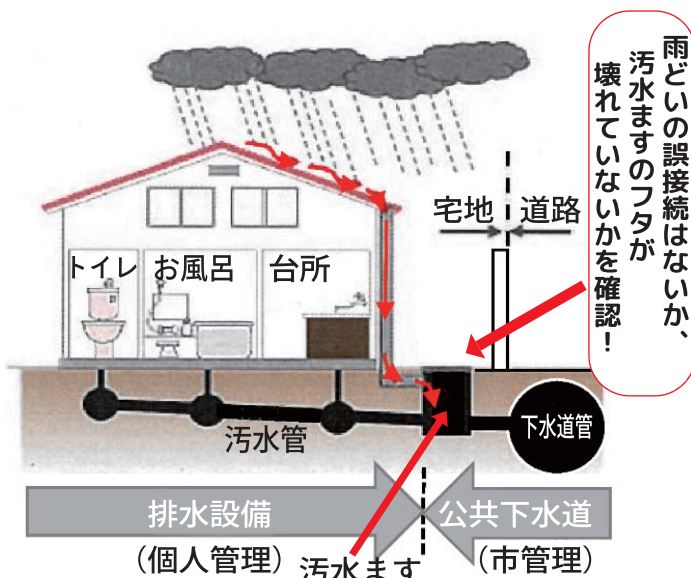 雨どいの誤接続はないか、
汚水ますのフタが
壊れていないかを確認！
宅地
道路
トイレ
お風呂
台所
汚水管
下水道管
排水設備
（個人管理）
汚水ます
公共下水道
（市管理）